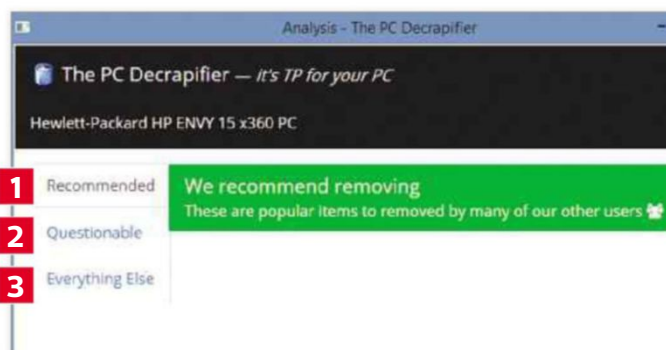 Analysis - The PC Decrapifier
The PC Decrapifier — it's TP for your PC
Hewlett-Packard HP ENVY 15 x360 PC
1 Recommended
We recommend removing
These are popular items to removed by many of our other users
2 Questionable
3 Everything Else